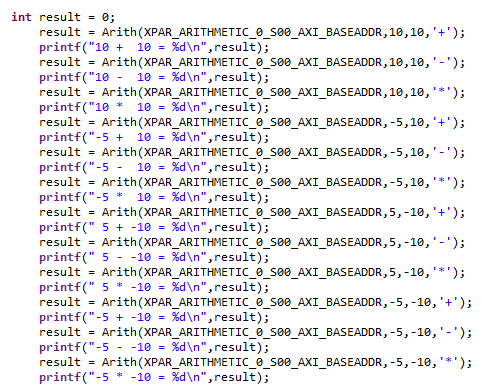 int result = 0;
result = Arith(XPAR_ARITHMETIC_0_S00_AXI_BASEADDR,10,10,'+');
printf("10 +  10 = %d\n",result);
result = Arith(XPAR_ARITHMETIC_0_S00_AXI_BASEADDR,10,10,'-');
printf("10 -  10 = %d\n",result);
result = Arith(XPAR_ARITHMETIC_0_S00_AXI_BASEADDR,10,10,'*');
printf("10 *  10 = %d\n",result);
result = Arith(XPAR_ARITHMETIC_0_S00_AXI_BASEADDR,-5,10,'+');
printf("-5 +  10 = %d\n",result);
result = Arith(XPAR_ARITHMETIC_0_S00_AXI_BASEADDR,-5,10,'-');
printf("-5 -  10 = %d\n",result);
result = Arith(XPAR_ARITHMETIC_0_S00_AXI_BASEADDR,-5,10,'*');
printf("-5 *  10 = %d\n",result);
result = Arith(XPAR_ARITHMETIC_0_S00_AXI_BASEADDR,5,-10,'+');
printf(" 5 + -10 = %d\n",result);
result = Arith(XPAR_ARITHMETIC_0_S00_AXI_BASEADDR,5,-10,'-');
printf(" 5 - -10 = %d\n",result);
result = Arith(XPAR_ARITHMETIC_0_S00_AXI_BASEADDR,5,-10,'*');
printf(" 5 * -10 = %d\n",result);
result = Arith(XPAR_ARITHMETIC_0_S00_AXI_BASEADDR,-5,-10,'+');
printf("-5 + -10 = %d\n",result);
result = Arith(XPAR_ARITHMETIC_0_S00_AXI_BASEADDR,-5,-10,'-');
printf("-5 - -10 = %d\n",result);
result = Arith(XPAR_ARITHMETIC_0_S00_AXI_BASEADDR,-5,-10,'*');
printf("-5 * -10 = %d\n",result);